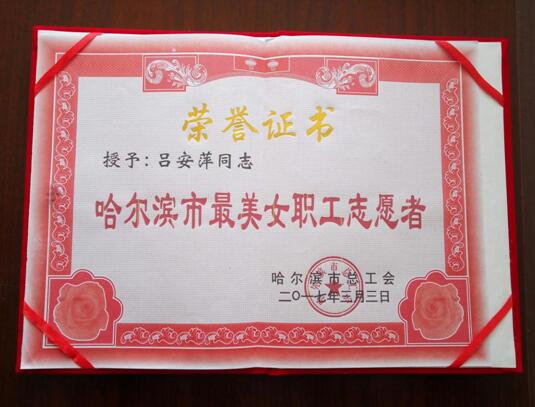 荣誉证书
授予:吕安萍同志
哈尔滨市最美女职工志愿者
哈尔滨市总工会
二〇一七年三月三日